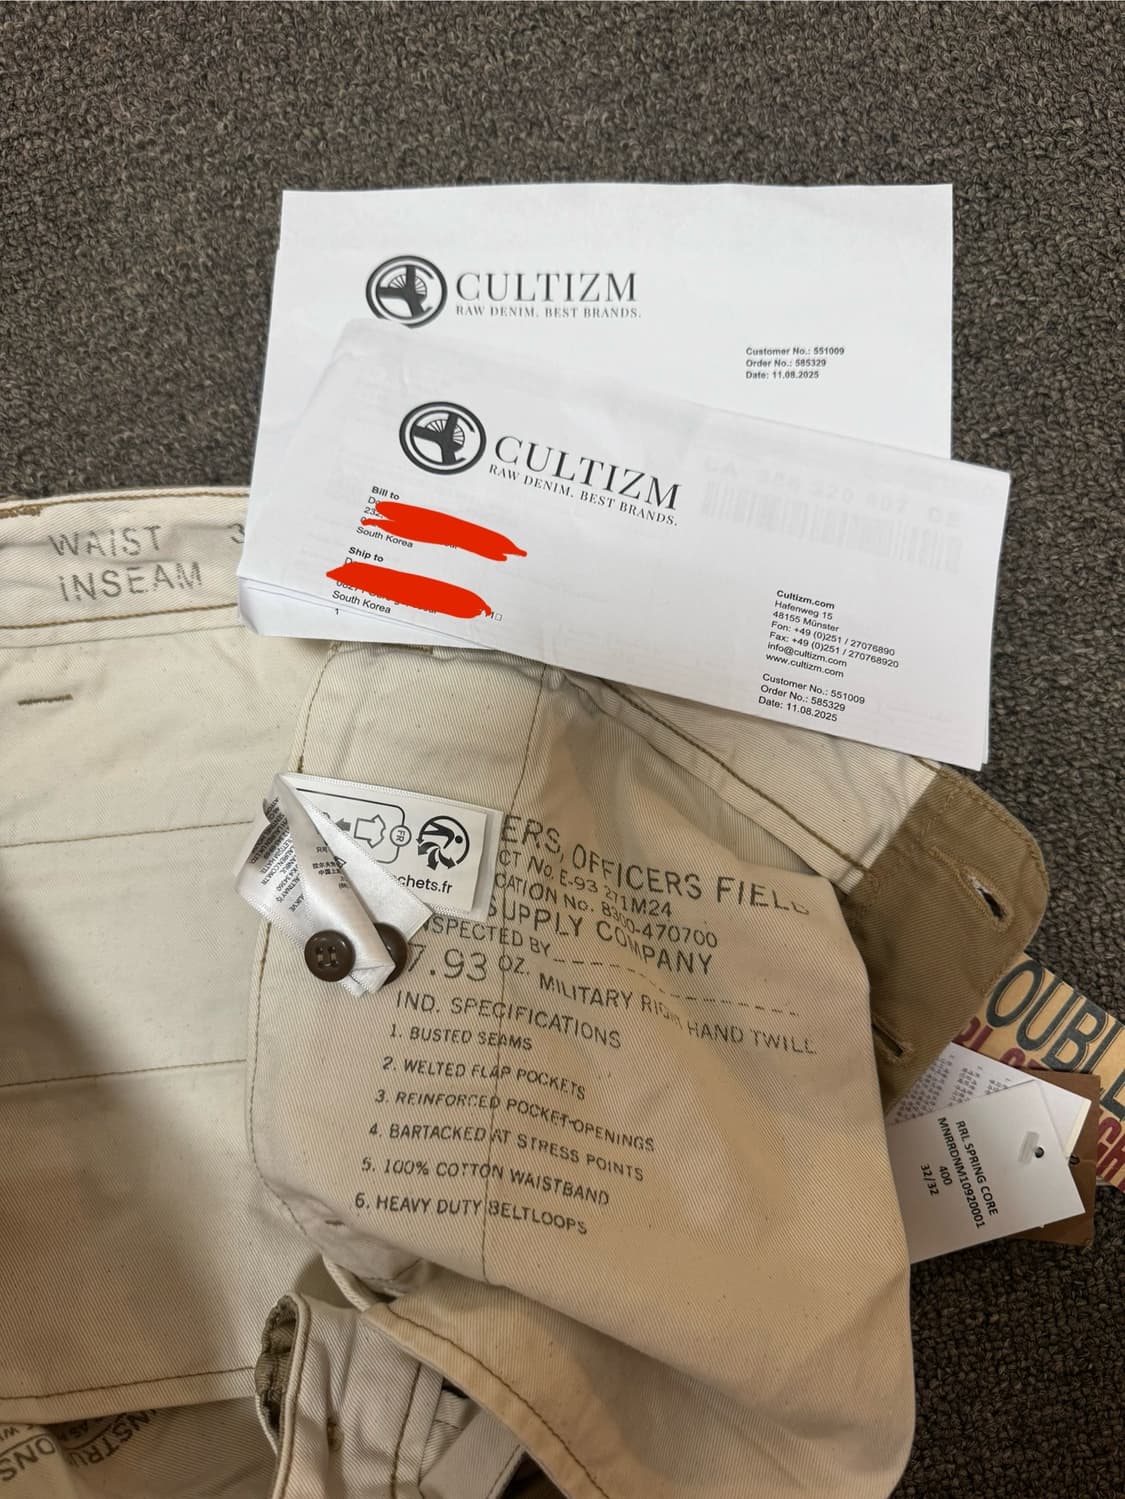 CULTIZM
RAW DENIM. BEST BRANDS.
Customer No.: 551009
Order No.: 585329
Date: 11.08.2025
CULTIZM
RAW DENIM. BEST BRANDS.
Bill to
South Korea
Ship to
South Korea
1
Cultizm.com
Hafenweg 15
48155 Münster
Fon: +49 (0)251 / 27076890
Fax: +49 (0)251 / 270768920
info@cultizm.com
www.cultizm.com
Customer No.: 551009
Order No.: 585329
Date: 11.08.2025
WAIST 3
INSEAM
FR
chets.fr
ERS, OFFICERS FIELD
CT No. E-93 271M24
CATION No. 8300-470700
SUPPLY COMPANY
NSPECTED BY
7.93 OZ. MILITARY RIGHT HAND TWILL
IND. SPECIFICATIONS
1. BUSTED SEAMS
2. WELTED FLAP POCKETS
3. REINFORCED POCKET-OPENINGS
4. BARTACKED AT STRESS POINTS
5. 100% COTTON WAISTBAND
6. HEAVY DUTY BELTLOOPS
OUBL
RRL SPRING CORE
MNRRDNM10920001
400
32/32